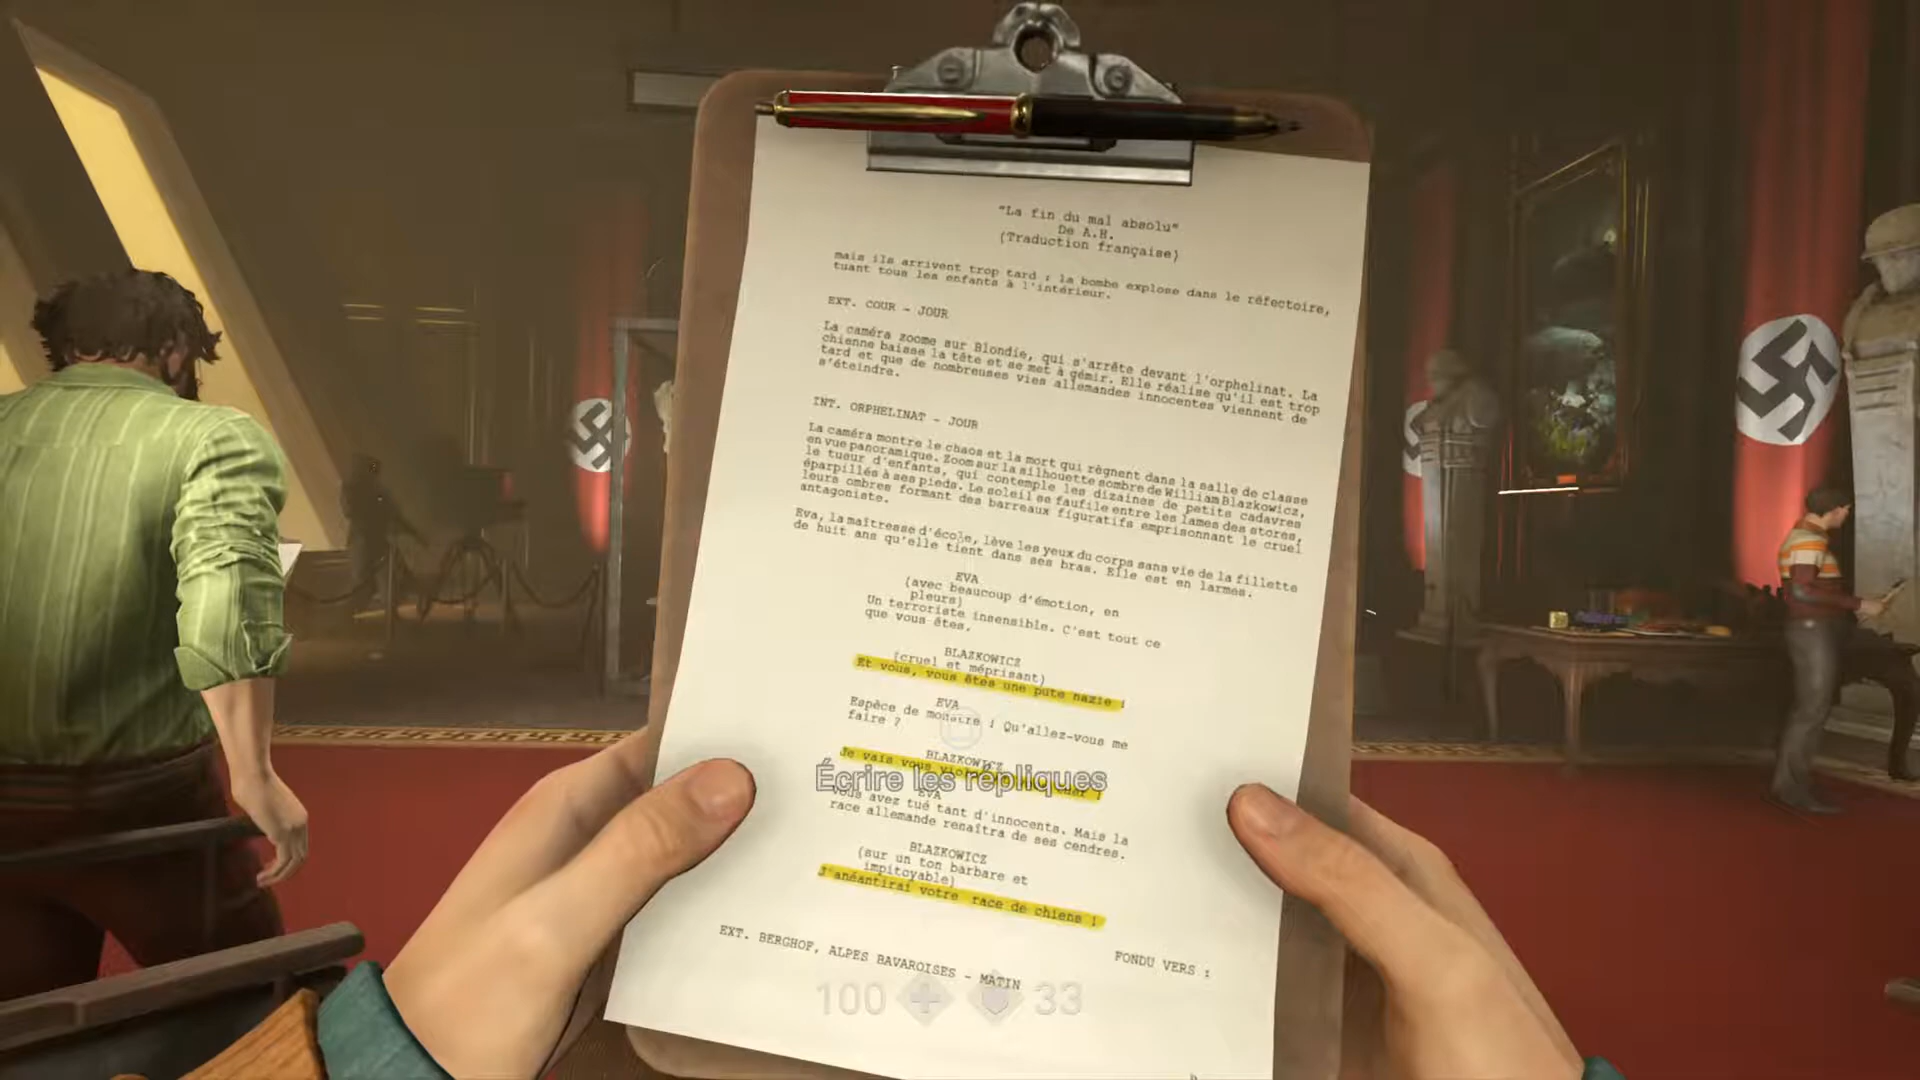 "La fin du mal absolu"
De A.H.
(Traduction française)
mais ils arrivent trop tard : la bombe explose dans le réfectoire,
tuant tous les enfants à l'intérieur.
EXT. COUR - JOUR
La caméra zoome sur Blondie, qui s'arrête devant l'orphelinat. La
chienne baisse la tête et se met à gémir. Elle réalise qu'il est trop
tard et que de nombreuses vies allemandes innocentes viennent de
s'éteindre.
INT. ORPHELINAT - JOUR
La caméra montre le chaos et la mort qui règnent dans la salle de classe
en vue panoramique. Zoom sur la silhouette sombre de William Blazkowicz,
le tueur d'enfants, qui contemple les dizaines de petits cadavres
éparpillés à ses pieds. Le soleil se faufile entre les lames des stores,
leurs ombres formant des barreaux figuratifs emprisonnant le cruel
antagoniste.
Eva, la maîtresse d'école, lève les yeux du corps sans vie de la fillette
de huit ans qu'elle tient dans ses bras. Elle est en larmes.
EVA
(avec beaucoup d'émotion, en
pleurs)
Un terroriste insensible. C'est tout ce
que vous êtes.
BLAZKOWICZ
(cruel et méprisant)
Et vous, vous êtes une pute nazie !
EVA
Espèce de monstre ! Qu'allez-vous me
faire ?
BLAZKOWICZ
Je vais vous
Écrire les répliques
EVA
Vous avez tué tant d'innocents. Mais la
race allemande renaîtra de ses cendres.
BLAZKOWICZ
(sur un ton barbare et
impitoyable)
J'anéantirai votre race de chiens !
FONDU VERS :
EXT. BERGHOF, ALPES BAVAROISES - MATIN
100 33